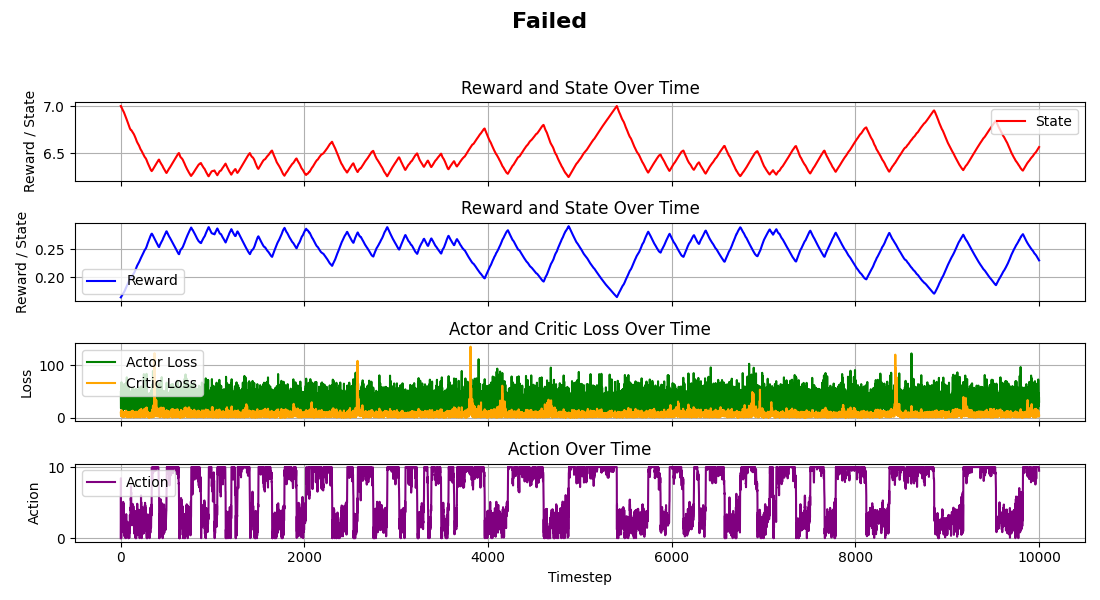 Failed
Reward and State Over Time
Reward / State
7.0
6.5
State
Reward and State Over Time
Reward / State
0.25
0.20
Reward
Actor and Critic Loss Over Time
Loss
100
0
Actor Loss
Critic Loss
Action Over Time
Action
10
0
Action
0 2000 4000 6000 8000 10000
Timestep